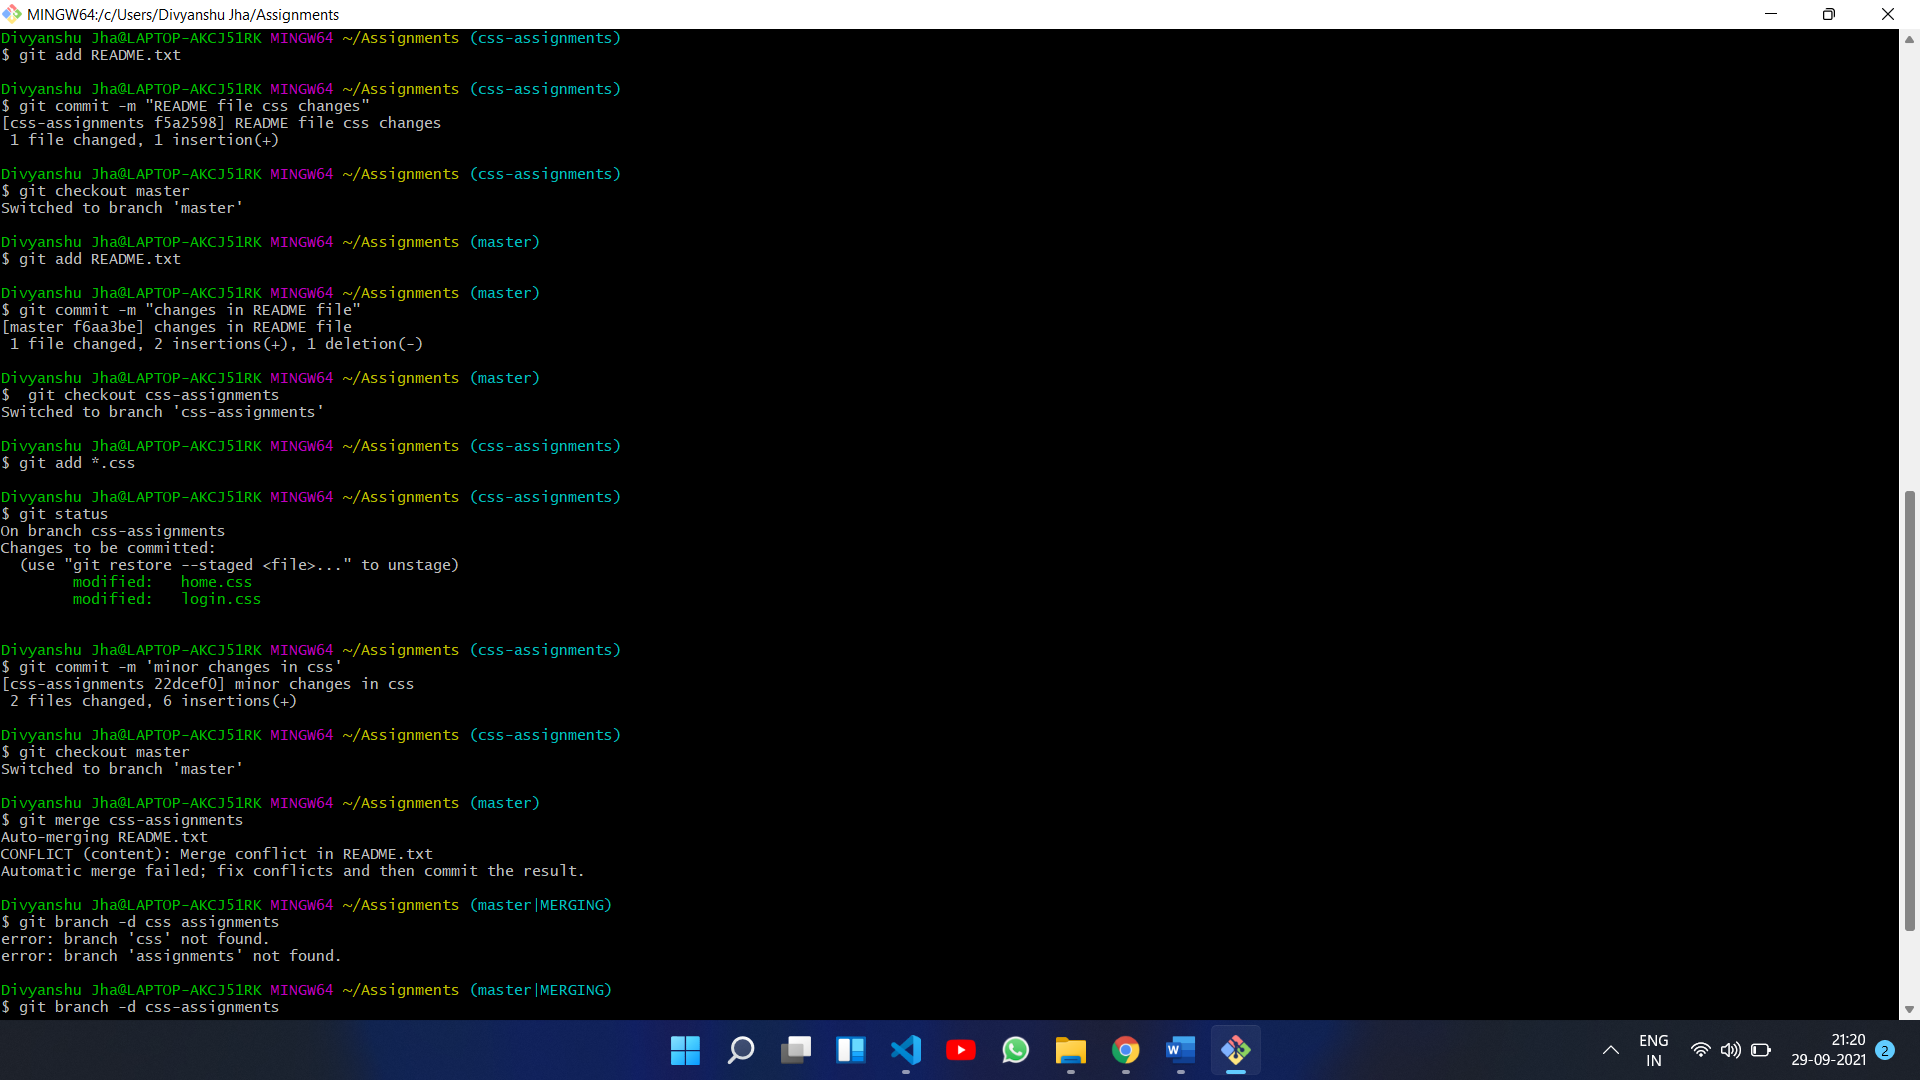 MINGW64:/c/Users/Divyanshu Jha/Assignments
Divyanshu Jha@LAPTOP-AKCJ51RK MINGW64 ~/Assignments (css-assignments)
$ git add README.txt
Divyanshu Jha@LAPTOP-AKCJ51RK MINGW64 ~/Assignments (css-assignments)
$ git commit -m "README file css changes"
[css-assignments f5a2598] README file css changes
 1 file changed, 1 insertion(+)
Divyanshu Jha@LAPTOP-AKCJ51RK MINGW64 ~/Assignments (css-assignments)
$ git checkout master
Switched to branch 'master'
Divyanshu Jha@LAPTOP-AKCJ51RK MINGW64 ~/Assignments (master)
$ git add README.txt
Divyanshu Jha@LAPTOP-AKCJ51RK MINGW64 ~/Assignments (master)
$ git commit -m "changes in README file"
[master f6aa3be] changes in README file
 1 file changed, 2 insertions(+), 1 deletion(-)
Divyanshu Jha@LAPTOP-AKCJ51RK MINGW64 ~/Assignments (master)
$  git checkout css-assignments
Switched to branch 'css-assignments'
Divyanshu Jha@LAPTOP-AKCJ51RK MINGW64 ~/Assignments (css-assignments)
$ git add *.css
Divyanshu Jha@LAPTOP-AKCJ51RK MINGW64 ~/Assignments (css-assignments)
$ git status
On branch css-assignments
Changes to be committed:
  (use "git restore --staged <file>..." to unstage)
        modified:   home.css
        modified:   login.css
Divyanshu Jha@LAPTOP-AKCJ51RK MINGW64 ~/Assignments (css-assignments)
$ git commit -m 'minor changes in css'
[css-assignments 22dcef0] minor changes in css
 2 files changed, 6 insertions(+)
Divyanshu Jha@LAPTOP-AKCJ51RK MINGW64 ~/Assignments (css-assignments)
$ git checkout master
Switched to branch 'master'
Divyanshu Jha@LAPTOP-AKCJ51RK MINGW64 ~/Assignments (master)
$ git merge css-assignments
Auto-merging README.txt
CONFLICT (content): Merge conflict in README.txt
Automatic merge failed; fix conflicts and then commit the result.
Divyanshu Jha@LAPTOP-AKCJ51RK MINGW64 ~/Assignments (master|MERGING)
$ git branch -d css assignments
error: branch 'css' not found.
error: branch 'assignments' not found.
Divyanshu Jha@LAPTOP-AKCJ51RK MINGW64 ~/Assignments (master|MERGING)
$ git branch -d css-assignments
W
ENG
IN
21:20
29-09-2021
2